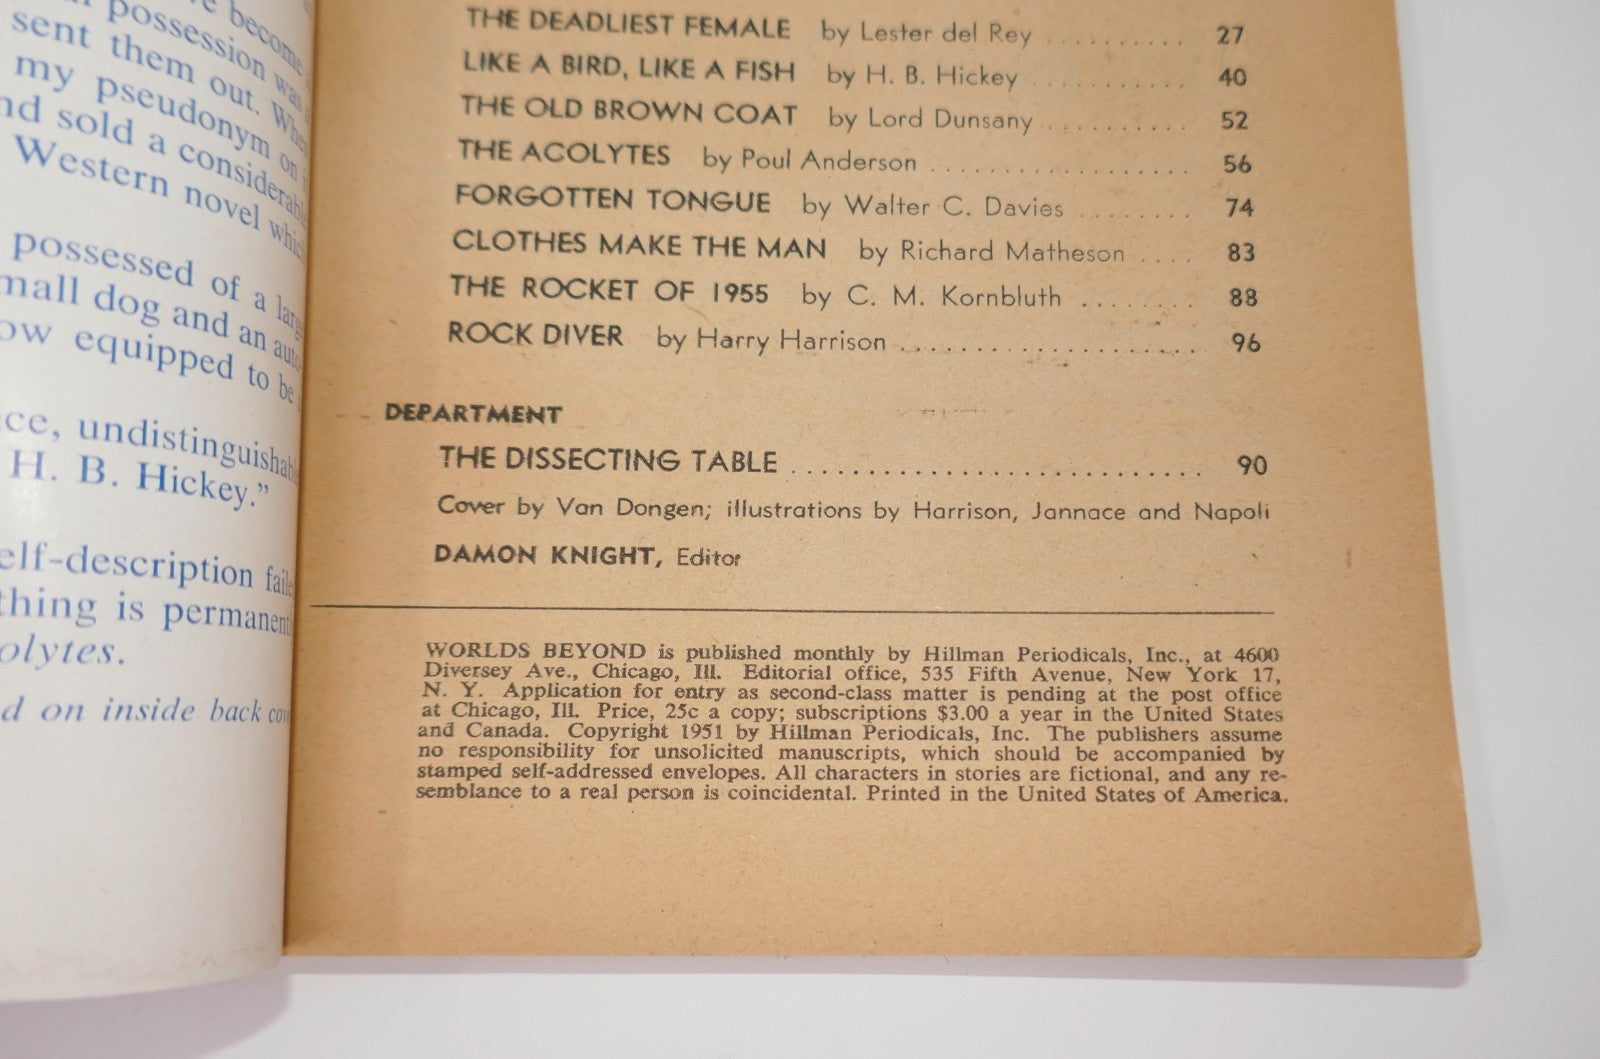 become
possession was
sent them out. When
my pseudonym on
sold a considerable
Western novel which
possessed of a
dog and an
equipped to be
undistinguishable
H. B. Hickey.”
self-description
thing is
on inside back
THE DEADLIEST FEMALE by Lester del Rey .......... 27
LIKE A BIRD, LIKE A FISH by H. B. Hickey ........... 40
THE OLD BROWN COAT by Lord Dunsany .......... 52
THE ACOLYTES by Poul Anderson .................. 56
FORGOTTEN TONGUE by Walter C. Davies ........ 74
CLOTHES MAKE THE MAN by Richard Matheson .... 83
THE ROCKET OF 1955 by C. M. Kornbluth ........ 88
ROCK DIVER by Harry Harrison .................... 96
DEPARTMENT
THE DISSECTING TABLE ........................... 90
Cover by Van Dongen; illustrations by Harrison, Jannace and Napoli
DAMON KNIGHT, Editor
WORLDS BEYOND is published monthly by Hillman Periodicals, Inc., at 4600
Diversey Ave., Chicago, Ill. Editorial office, 535 Fifth Avenue, New York 17,
N. Y. Application for entry as second-class matter is pending at the post office
at Chicago, Ill. Price, 25c a copy; subscriptions $3.00 a year in the United States
and Canada. Copyright 1951 by Hillman Periodicals, Inc. The publishers assume
no responsibility for unsolicited manuscripts, which should be accompanied by
stamped self-addressed envelopes. All characters in stories are fictional, and any re-
semblance to a real person is coincidental. Printed in the United States of America.